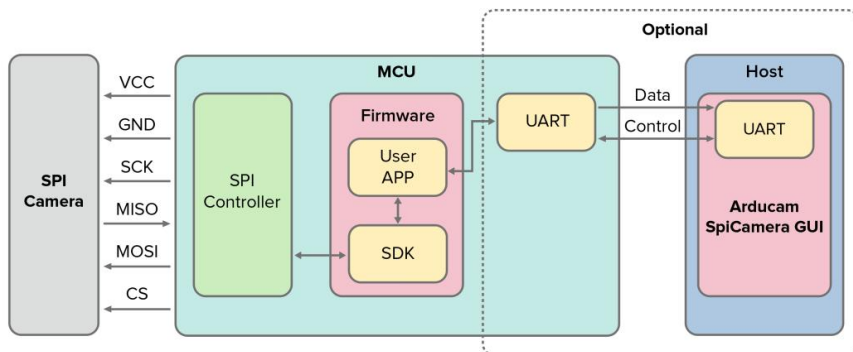 Optional
MCU
Host
VCC
GND
SCK
MISO
MOSI
CS
SPI
Camera
SPI
Controller
Firmware
User
APP
SDK
UART
Data
Control
UART
Arducam
SpiCamera GUI